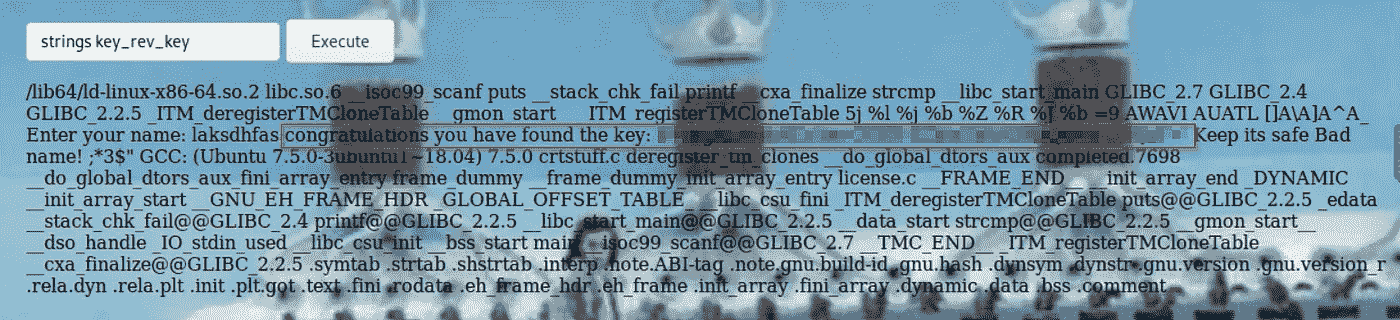 strings key_rev_key
Execute
/lib64/ld-linux-x86-64.so.2 libc.so.6 __isoc99_scanf puts __stack_chk_fail printf __cxa_finalize strcmp __libc_start_main GLIBC_2.7 GLIBC_2.4
GLIBC_2.2.5 _ITM_deregisterTMCloneTable __gmon_start__ _ITM_registerTMCloneTable 5j %l %j %b %Z %R %J %b =9 AWAVI AUATL []A\A]A^A_
Enter your name: laksdhfas congratulations you have found the key: Keep its safe Bad
name! ;*3$" GCC: (Ubuntu 7.5.0-3ubuntu1~18.04) 7.5.0 crtstuff.c deregister_tm_clones __do_global_dtors_aux completed.7698
__do_global_dtors_aux_fini_array_entry frame_dummy __frame_dummy_init_array_entry license.c __FRAME_END__ __init_array_end _DYNAMIC
__init_array_start __GNU_EH_FRAME_HDR _GLOBAL_OFFSET_TABLE_ __libc_csu_fini _ITM_deregisterTMCloneTable puts@@GLIBC_2.2.5 _edata
__stack_chk_fail@@GLIBC_2.4 printf@@GLIBC_2.2.5 __libc_start_main@@GLIBC_2.2.5 __data_start strcmp@@GLIBC_2.2.5 __gmon_start__
__dso_handle _IO_stdin_used __libc_csu_init __bss_start main __isoc99_scanf@@GLIBC_2.7 __TMC_END__ _ITM_registerTMCloneTable
__cxa_finalize@@GLIBC_2.2.5 .symtab .strtab .shstrtab .interp .note.ABI-tag .note.gnu.build-id .gnu.hash .dynsym .dynstr .gnu.version .gnu.version_r
.rela.dyn .rela.plt .init .plt.got .text .fini .rodata .eh_frame_hdr .eh_frame .init_array .fini_array .dynamic .data .bss .comment